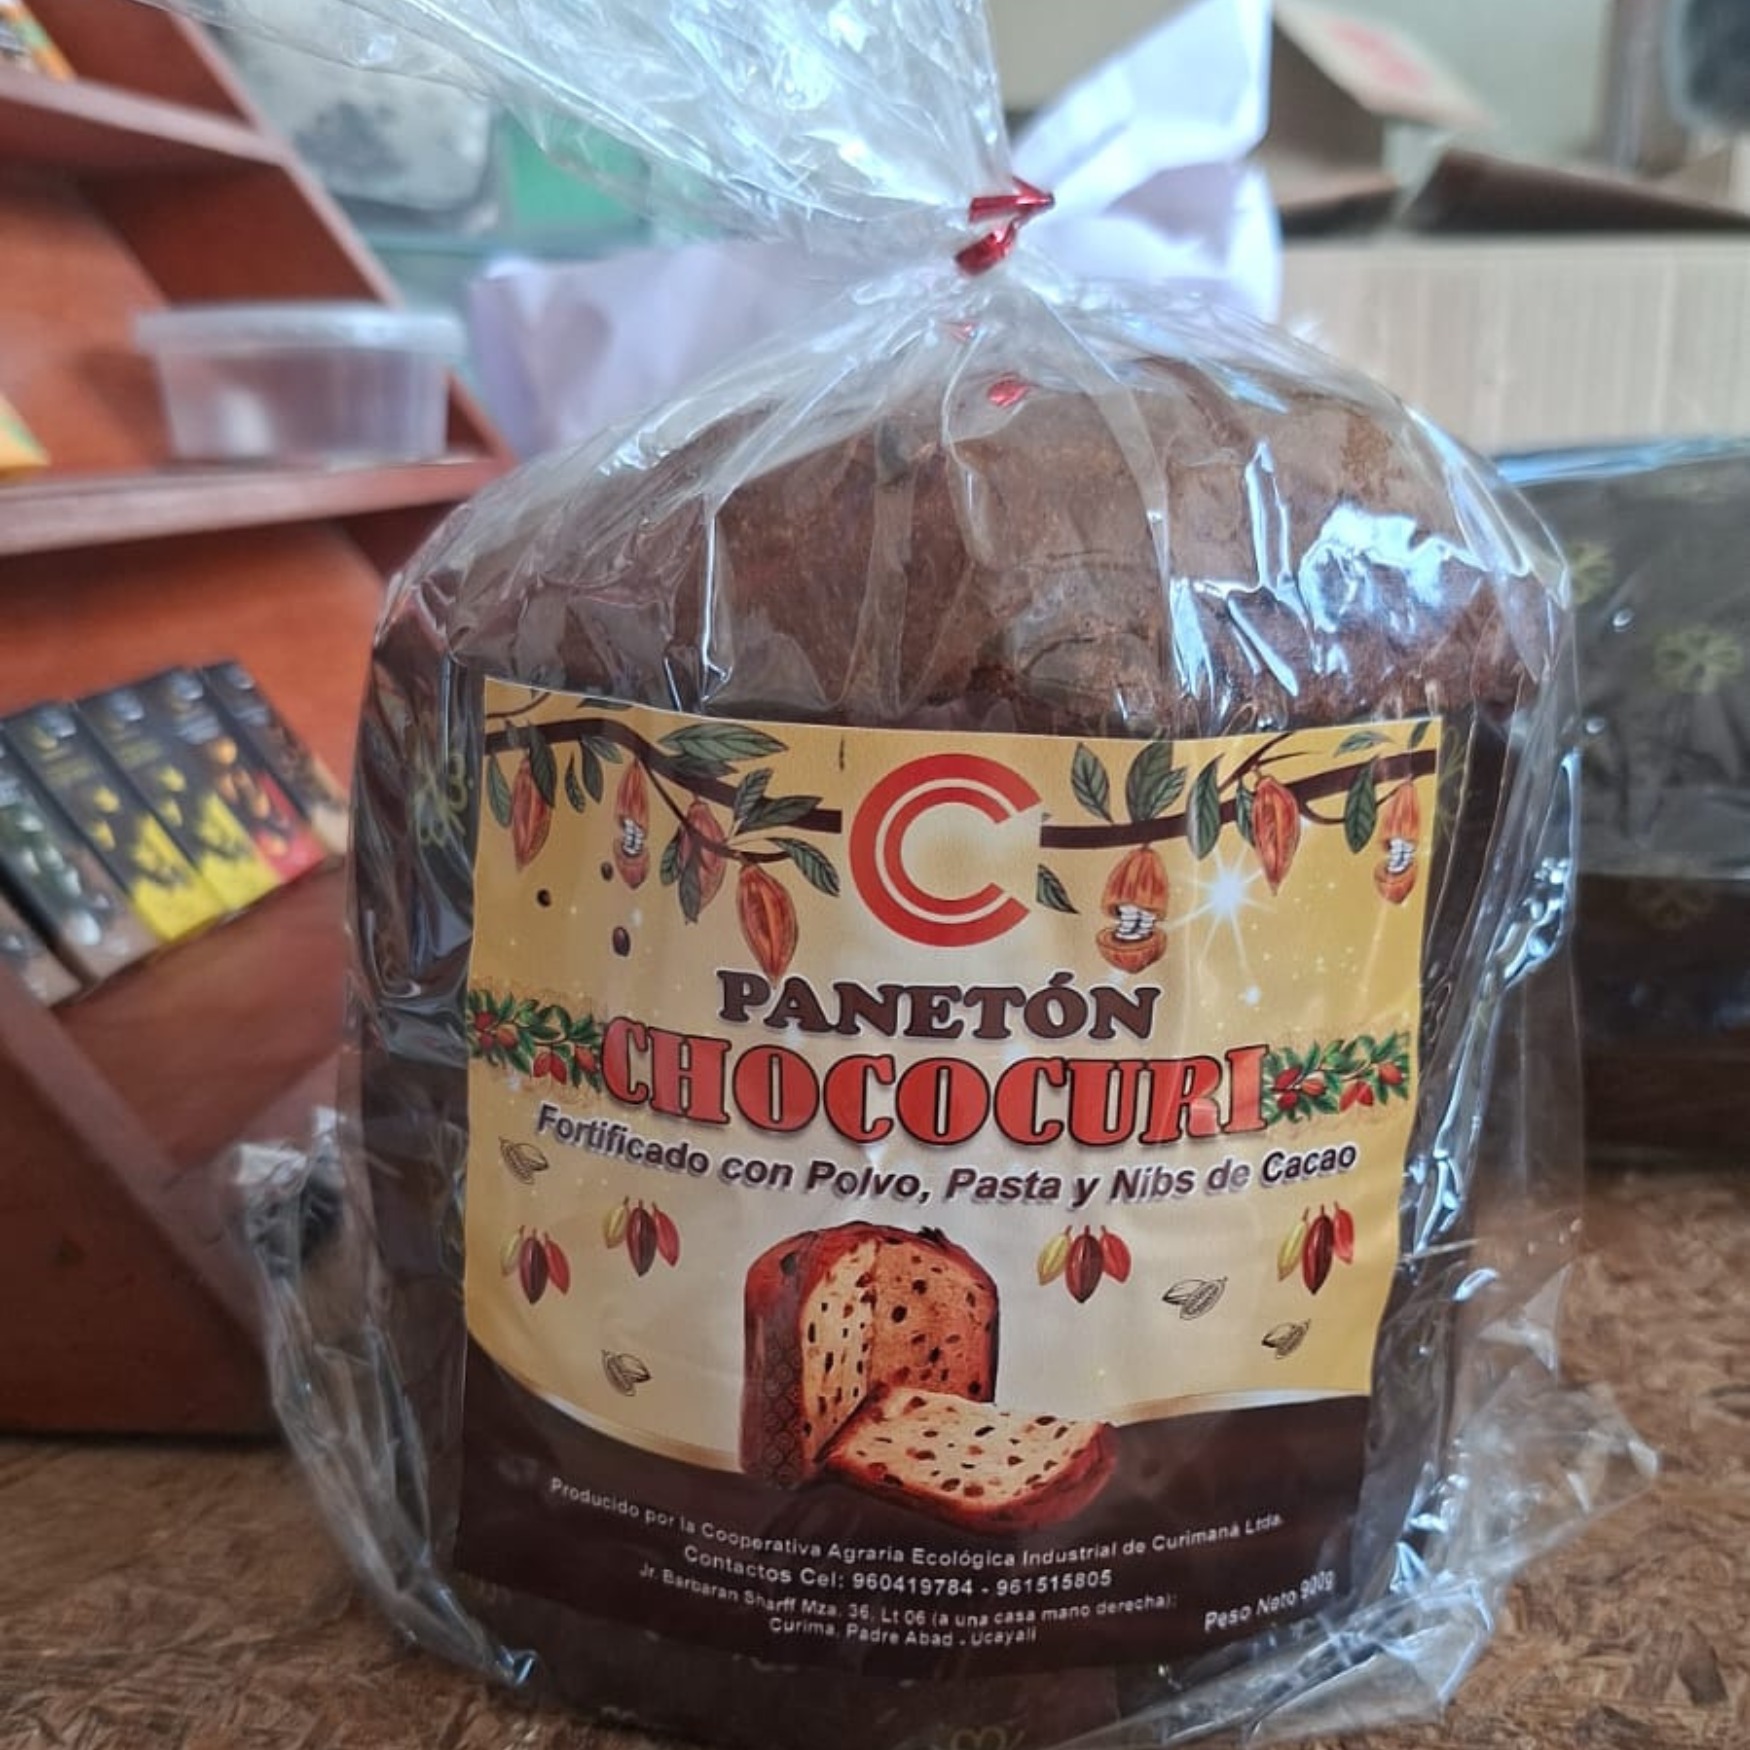 C
PANETÓN
CHOCOCURI
Fortificado con Polvo, Pasta y Nibs de Cacao
Producido por la Cooperativa Agraria Ecológica Industrial de Curimaná Ltda.
Contactos Cel: 960419784 - 961515805
Jr. Barbaran Sharff Mza. 36, Lt 06 (a una casa mano derecha):
Curima, Padre Abad - Ucayali
Peso Neto 900g